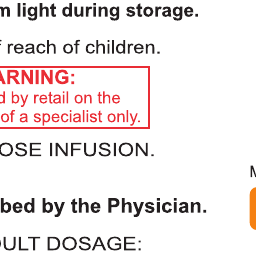 m light during storage.
f reach of children.
ARNING:
d by retail on the
of a specialist only.
OSE INFUSION.
bed by the Physician.
DULT DOSAGE: